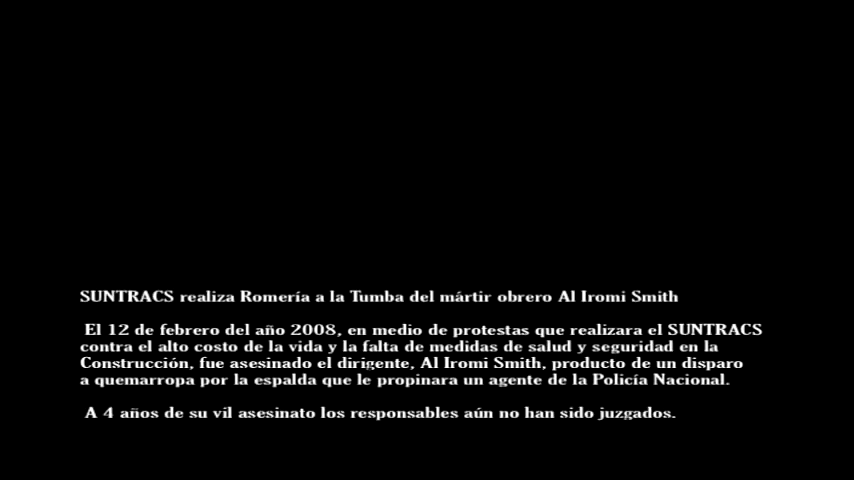 SUNTRACS realiza Romería a la Tumba del mártir obrero Al Iromi Smith
El 12 de febrero del año 2008, en medio de protestas que realizara el SUNTRACS
contra el alto costo de la vida y la falta de medidas de salud y seguridad en la
Construcción, fue asesinado el dirigente, Al Iromi Smith, producto de un disparo
a quemarropa por la espalda que le propinara un agente de la Policía Nacional.
A 4 años de su vil asesinato los responsables aún no han sido juzgados.